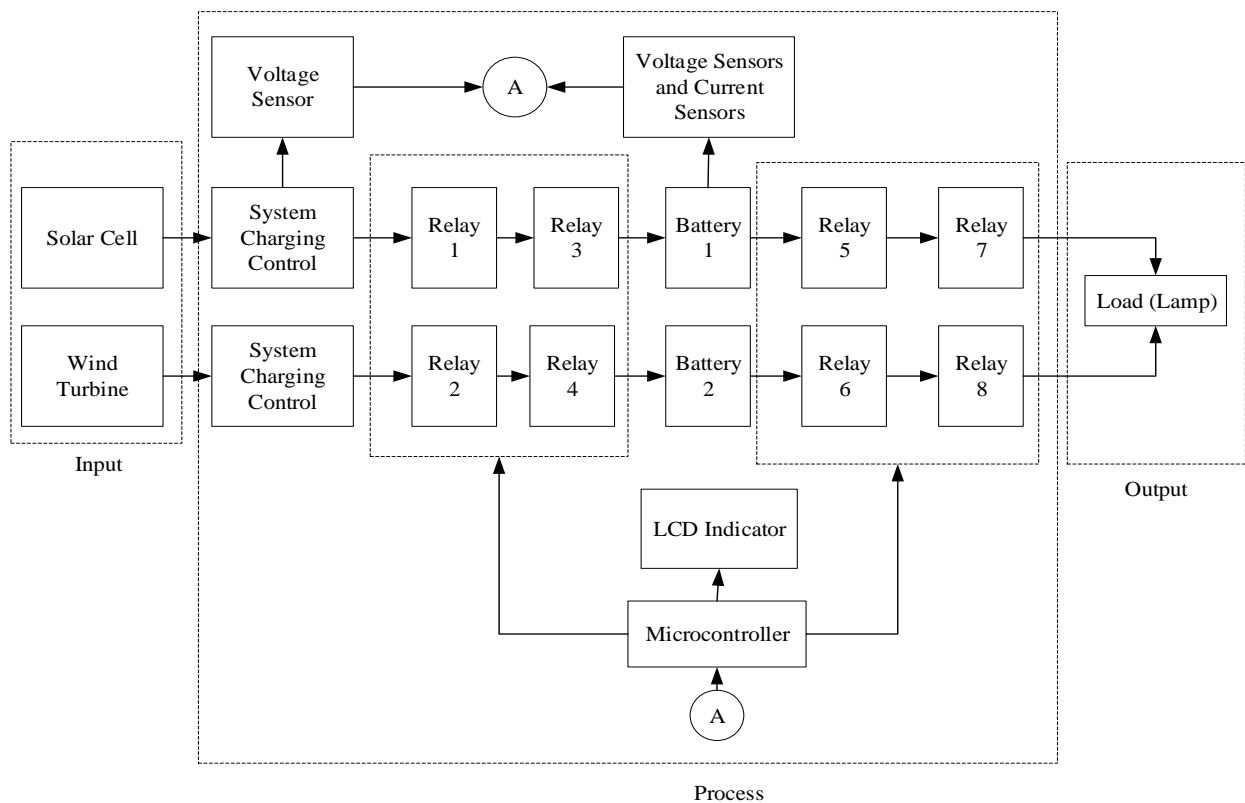 Voltage
Sensor
A
Voltage Sensors
and Current
Sensors
Solar Cell
System
Charging
Control
Relay
1
Relay
3
Battery
1
Relay
5
Relay
7
Load (Lamp)
Wind
Turbine
System
Charging
Control
Relay
2
Relay
4
Battery
2
Relay
6
Relay
8
Input
Output
LCD Indicator
Microcontroller
A
Process